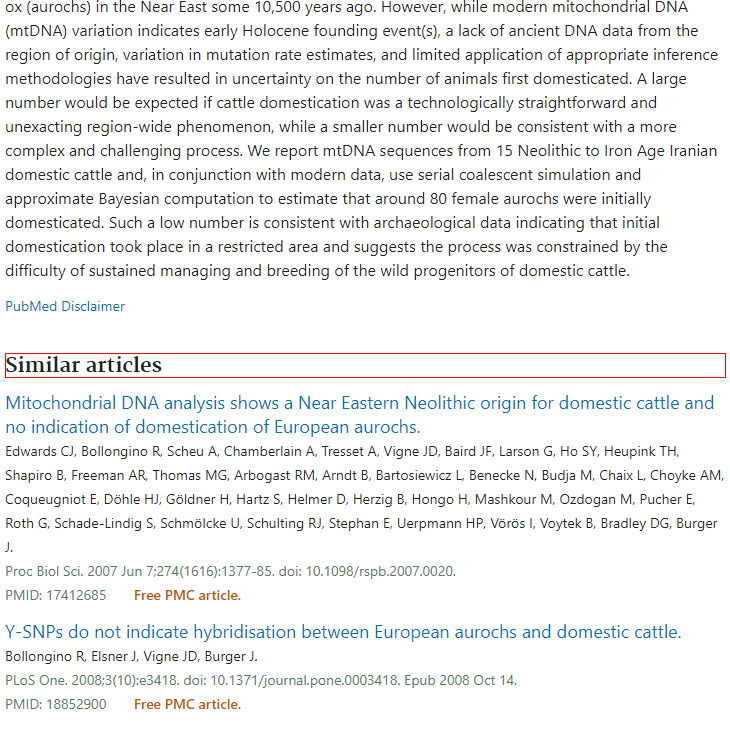 ox (aurochs) in the Near East some 10,500 years ago. However, while modern mitochondrial DNA
(mtDNA) variation indicates early Holocene founding event(s), a lack of ancient DNA data from the
region of origin, variation in mutation rate estimates, and limited application of appropriate inference
methodologies have resulted in uncertainty on the number of animals first domesticated. A large
number would be expected if cattle domestication was a technologically straightforward and
unexacting region-wide phenomenon, while a smaller number would be consistent with a more
complex and challenging process. We report mtDNA sequences from 15 Neolithic to Iron Age Iranian
domestic cattle and, in conjunction with modern data, use serial coalescent simulation and
approximate Bayesian computation to estimate that around 80 female aurochs were initially
domesticated. Such a low number is consistent with archaeological data indicating that initial
domestication took place in a restricted area and suggests the process was constrained by the
difficulty of sustained managing and breeding of the wild progenitors of domestic cattle.
PubMed Disclaimer
Similar articles
Mitochondrial DNA analysis shows a Near Eastern Neolithic origin for domestic cattle and
no indication of domestication of European aurochs.
Edwards CJ, Bollongino R, Scheu A, Chamberlain A, Tresset A, Vigne JD, Baird JF, Larson G, Ho SY, Heupink TH,
Shapiro B, Freeman AR, Thomas MG, Arbogast RM, Arndt B, Bartosiewicz L, Benecke N, Budja M, Chaix L, Choyke AM,
Coqueugniot E, Döhle HJ, Göldner H, Hartz S, Helmer D, Herzig B, Hongo H, Mashkour M, Ozdogan M, Pucher E,
Roth G, Schade-Lindig S, Schmölcke U, Schulting RJ, Stephan E, Uerpmann HP, Vörös I, Voytek B, Bradley DG, Burger
J.
Proc Biol Sci. 2007 Jun 7;274(1616):1377-85. doi: 10.1098/rspb.2007.0020.
PMID: 17412685 Free PMC article.
Y-SNPs do not indicate hybridisation between European aurochs and domestic cattle.
Bollongino R, Elsner J, Vigne JD, Burger J.
PLoS One. 2008;3(10):e3418. doi: 10.1371/journal.pone.0003418. Epub 2008 Oct 14.
PMID: 18852900 Free PMC article.